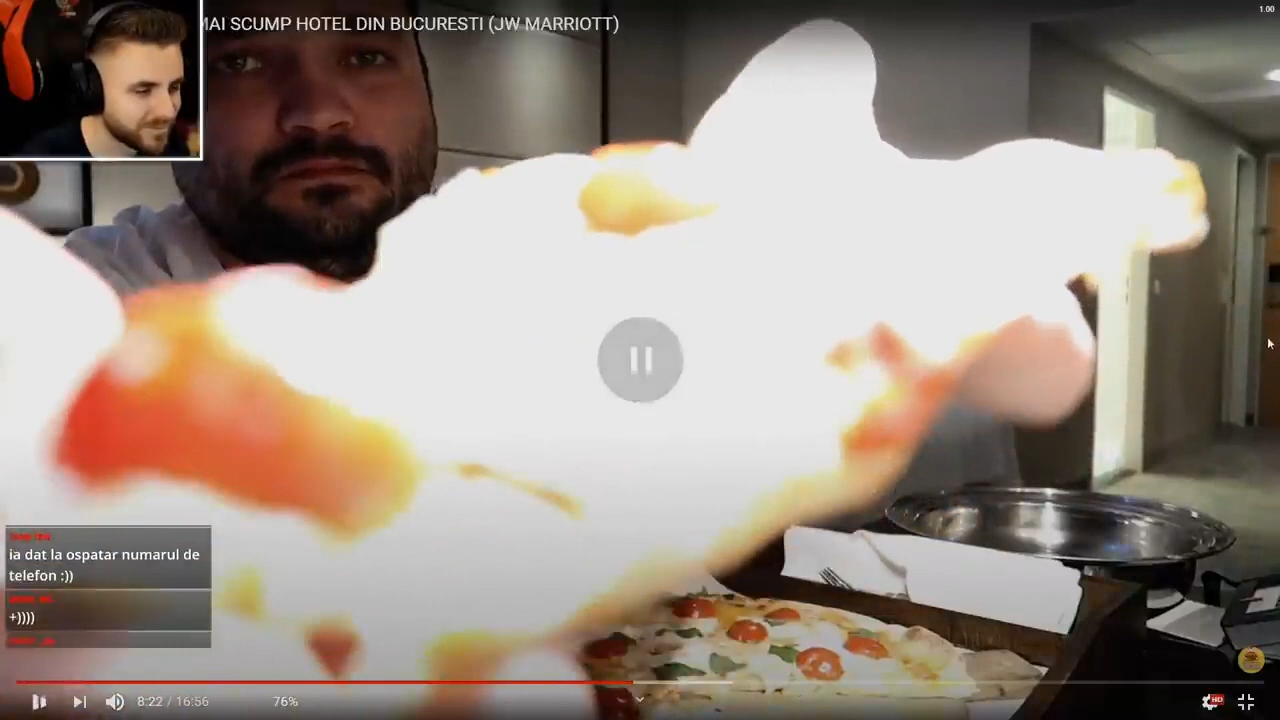 MAI SCUMP HOTEL DIN BUCURESTI (JW MARRIOTT)
1.00
ia dat la ospatar numarul de
telefon :))
+))))
8:22 / 16:56
76%
HD